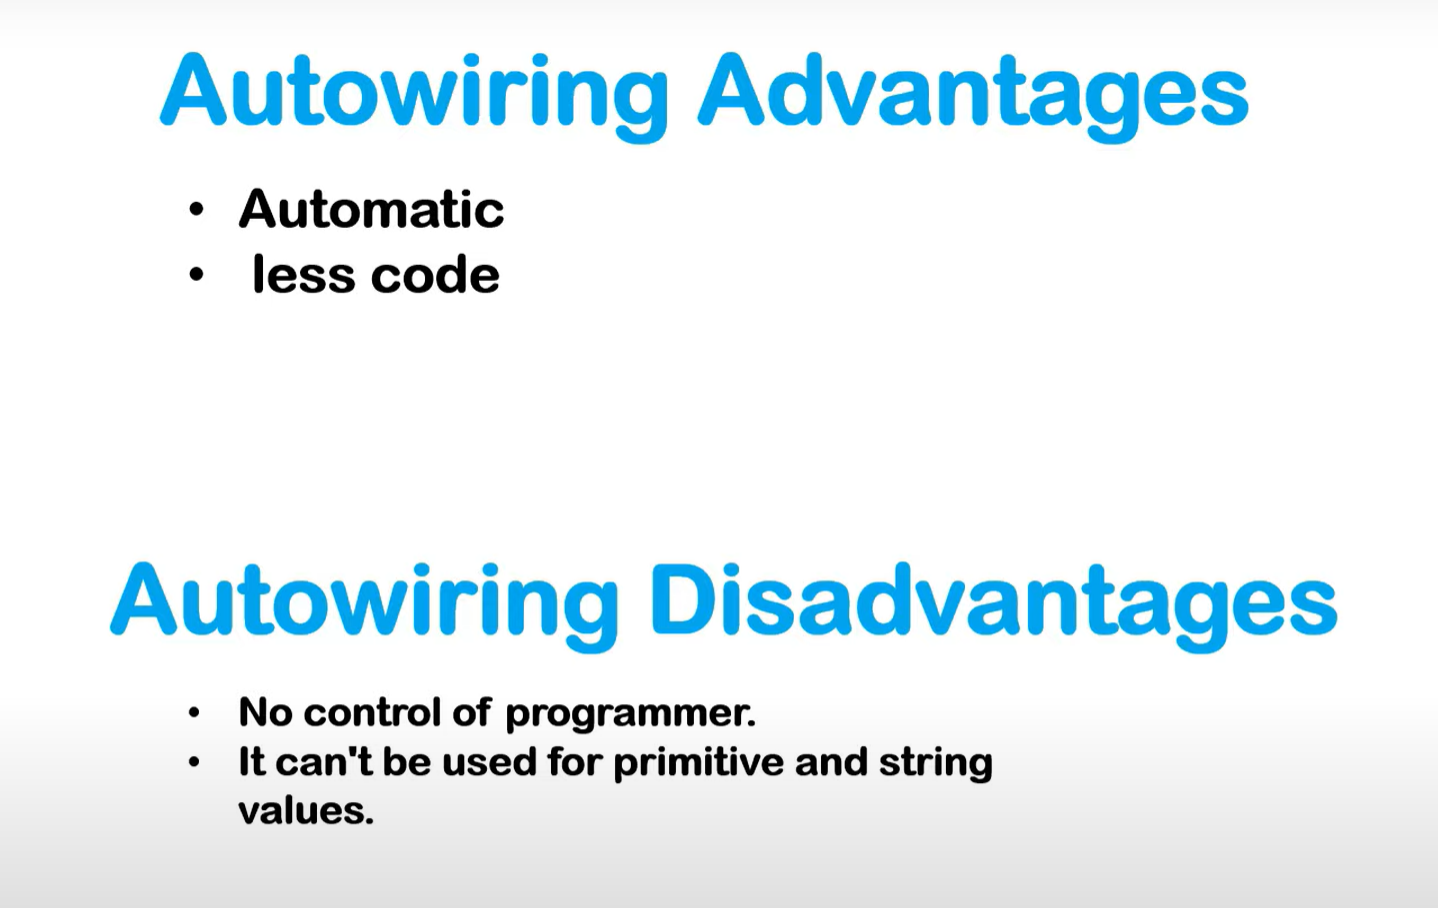 Autowiring Advantages
• Automatic
• less code
Autowiring Disadvantages
• No control of programmer.
• It can't be used for primitive and string
values.